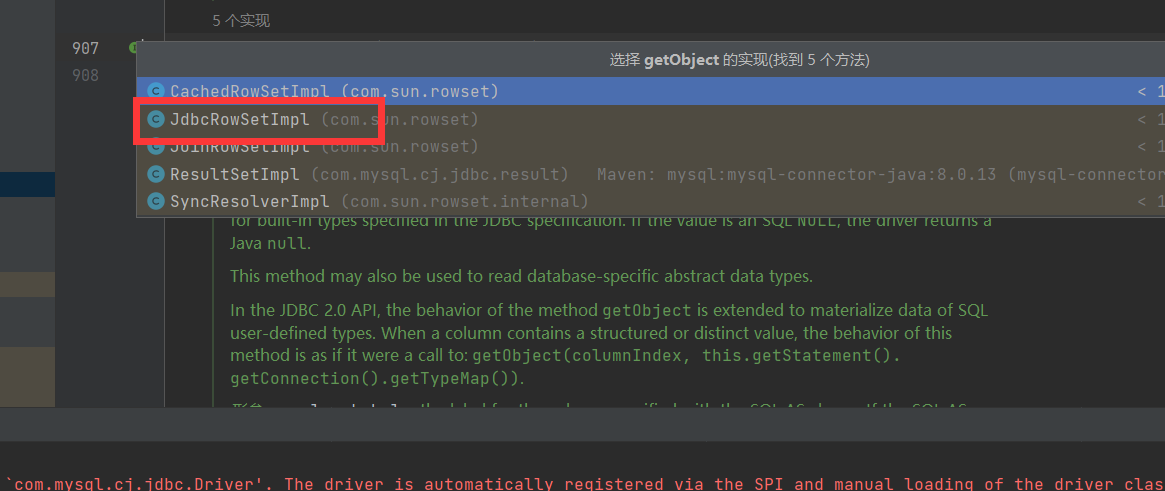 5 个实现
907
选择 getObject 的实现(找到 5 个方法)
908
CachedRowSetImpl (com.sun.rowset) < 1
JdbcRowSetImpl (com.sun.rowset) < 1
JoinRowSetImpl (com.sun.rowset) < 1
ResultSetImpl (com.mysql.cj.jdbc.result) Maven: mysql:mysql-connector-java:8.0.13 (mysql-connector
SyncResolverImpl (com.sun.rowset.internal) < 1
for built-in types specified in the JDBC specification. If the value is an SQL NULL, the driver returns a
Java null.
This method may also be used to read database-specific abstract data types.
In the JDBC 2.0 API, the behavior of the method getObject is extended to materialize data of SQL
user-defined types. When a column contains a structured or distinct value, the behavior of this
method is as if it were a call to: getObject(columnIndex, this.getStatement().
getConnection().getTypeMap()).
`com.mysql.cj.jdbc.Driver'. The driver is automatically registered via the SPI and manual loading of the driver clas